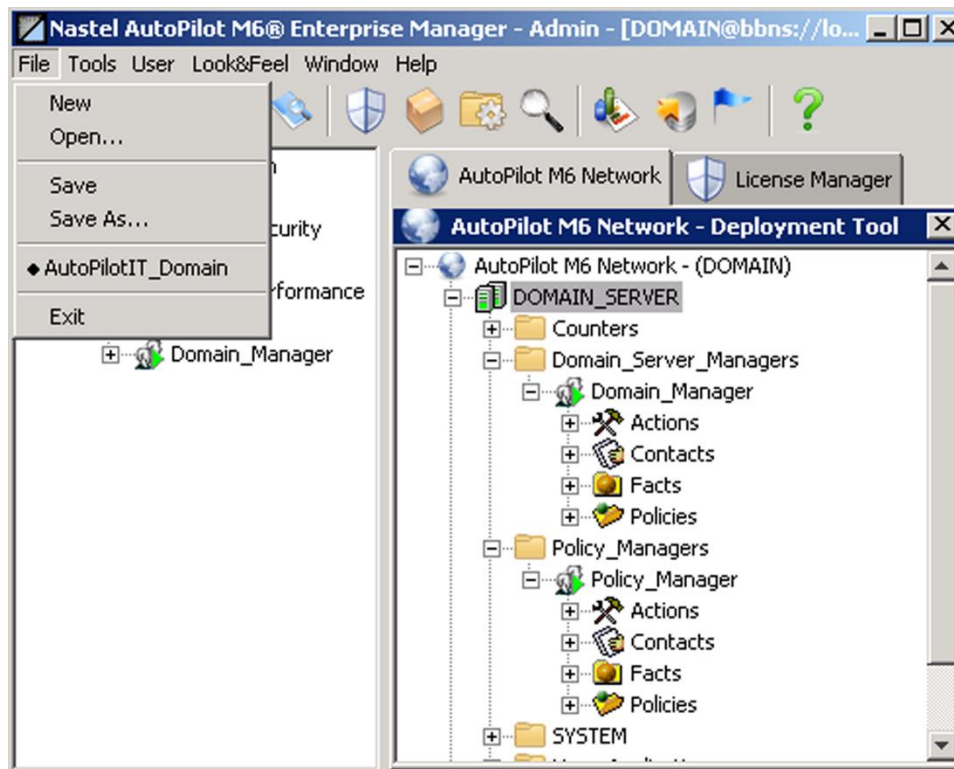 Nastel AutoPilot M6® Enterprise Manager - Admin - [DOMAIN@bbns://lo...
File Tools User Look&Feel Window Help
New
Open...
Save
Save As...
AutoPilotIT_Domain
Exit
curity
formance
Domain_Manager
AutoPilot M6 Network
License Manager
AutoPilot M6 Network - Deployment Tool
AutoPilot M6 Network - (DOMAIN)
DOMAIN_SERVER
Counters
Domain_Server_Managers
Domain_Manager
Actions
Contacts
Facts
Policies
Policy_Managers
Policy_Manager
Actions
Contacts
Facts
Policies
SYSTEM